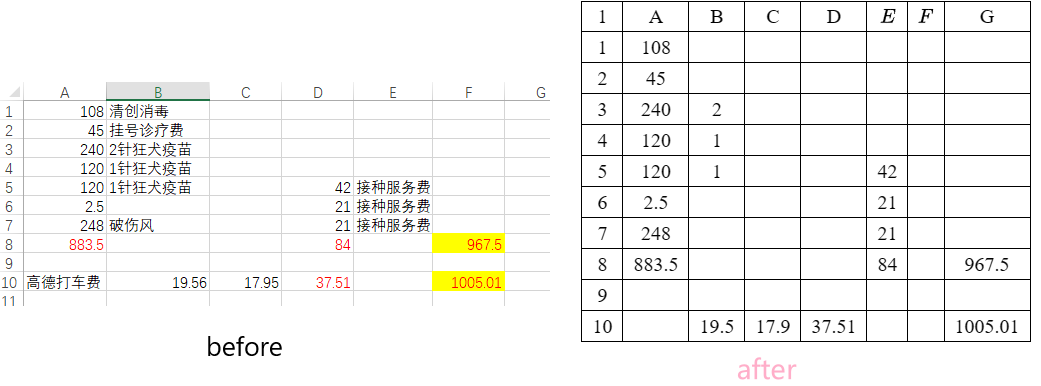 A B C D E F G
1 108 清创消毒
2 45 挂号诊疗费
3 240 2针狂犬疫苗
4 120 1针狂犬疫苗
5 120 1针狂犬疫苗 42 接种服务费
6 2.5 21 接种服务费
7 248 破伤风 21 接种服务费
8 883.5 84 967.5
9
10 高德打车费 19.56 17.95 37.51 1005.01
11
before
1 A B C D E F G
1 108
2 45
3 240 2
4 120 1
5 120 1 42
6 2.5 21
7 248 21
8 883.5 84 967.5
9
10 19.5 17.9 37.51 1005.01
after